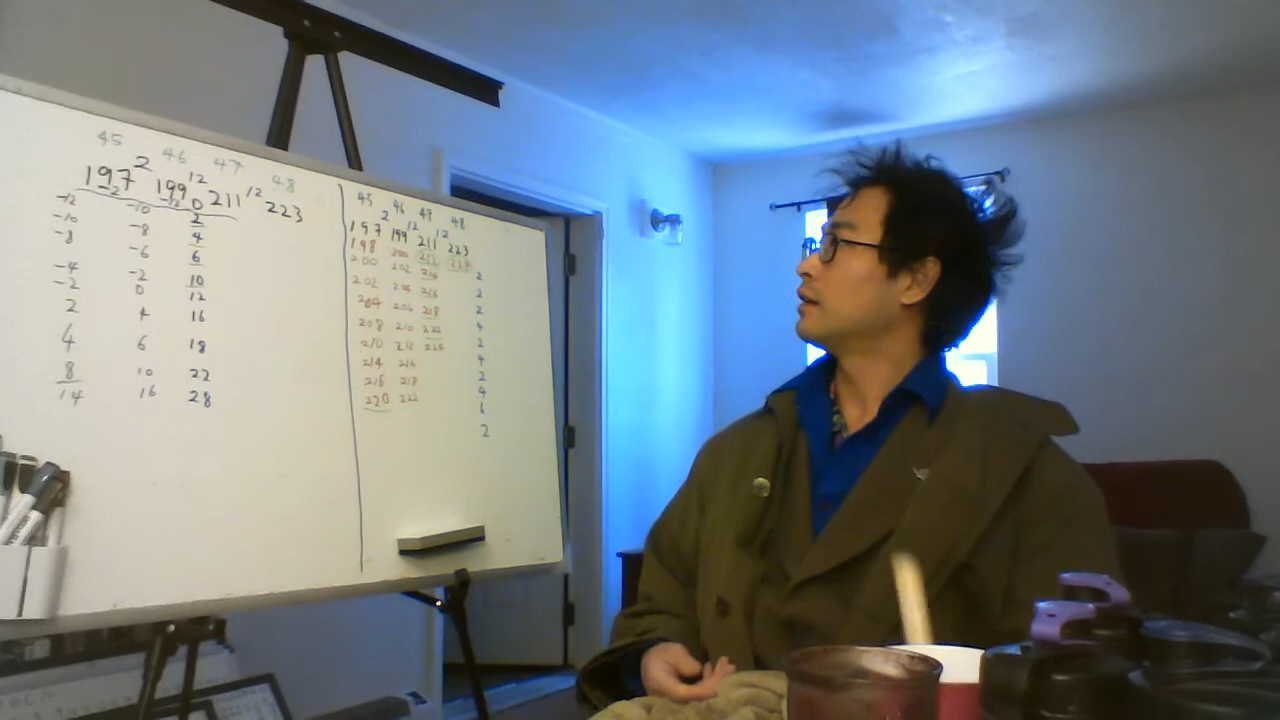 45 46 47 48
2 12 12
197 199 211 223
-2 -12 0
-12 -10 2
-10 -8 4
-8 -6 6
-4 -2 10
-2 0 12
2 4 16
4 6 18
8 10 22
14 16 28
45 46 47 48
2 12 12
197 199 211 223
198 200 212 224
200 202 214 2
202 204 216 2
204 206 218 2
208 210 222 4
210 212 224 2
214 216 4
216 218 2
220 222 4
6
2